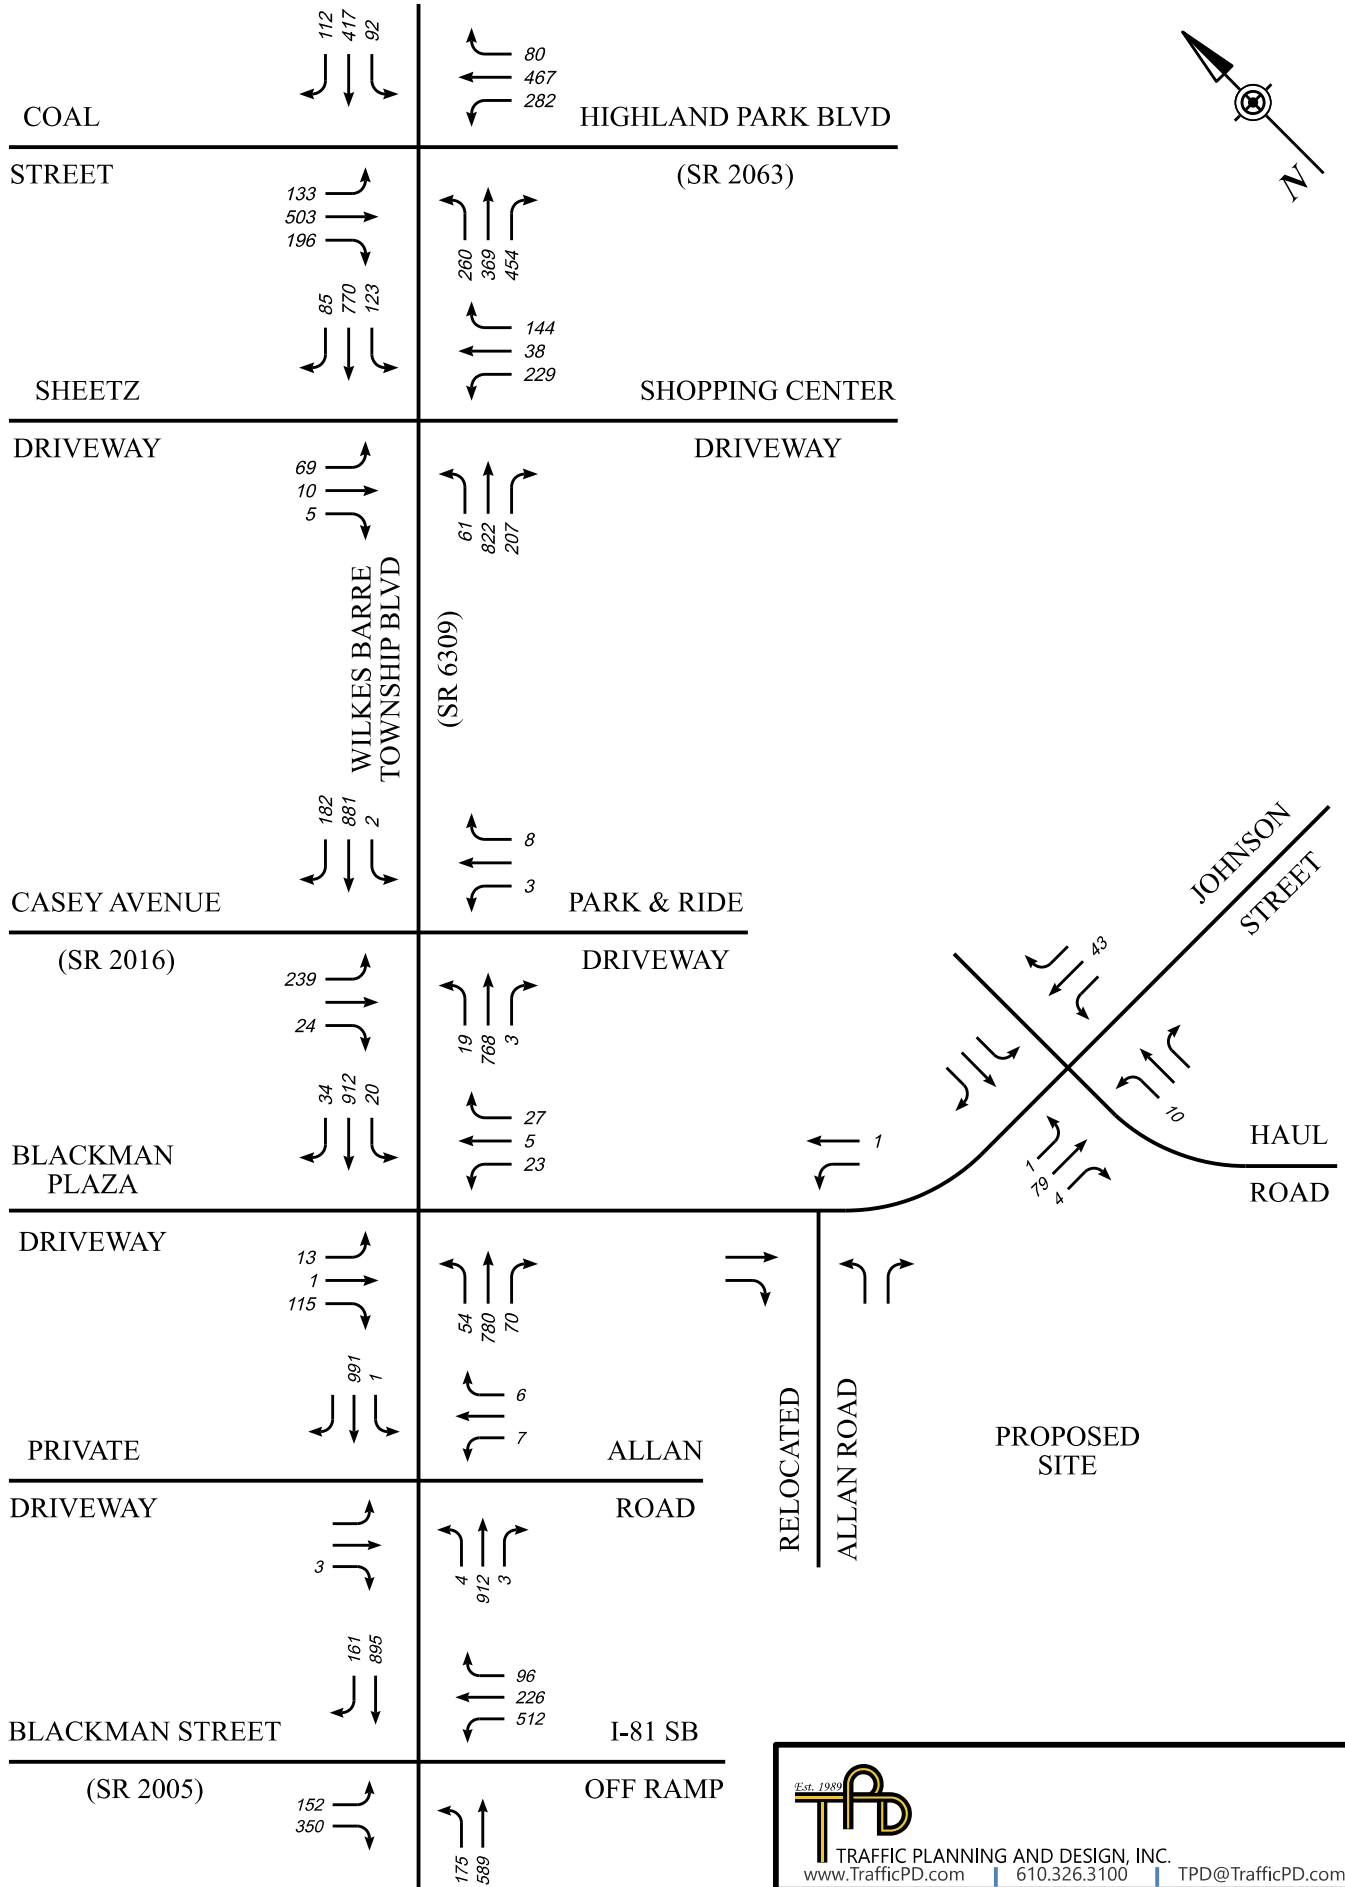 112
417
92
80
467
282
COAL
HIGHLAND PARK BLVD
STREET
(SR 2063)
133
503
196
260
369
454
N
85
770
123
144
38
229
SHEETZ
SHOPPING CENTER
DRIVEWAY
DRIVEWAY
69
10
5
61
822
207
WILKES BARRE
TOWNSHIP BLVD
(SR 6309)
182
881
2
8
3
CASEY AVENUE
PARK & RIDE
(SR 2016)
DRIVEWAY
239
24
19
768
3
JOHNSON
STREET
43
10
1
79
4
HAUL
ROAD
34
912
20
27
5
23
1
BLACKMAN
PLAZA
DRIVEWAY
13
1
115
54
780
70
991
1
6
7
PRIVATE
ALLAN
DRIVEWAY
ROAD
RELOCATED
ALLAN ROAD
PROPOSED
SITE
3
4
912
3
161
895
96
226
512
BLACKMAN STREET
I-81 SB
(SR 2005)
OFF RAMP
152
350
175
589
Est. 1989
TPD
TRAFFIC PLANNING AND DESIGN, INC.
www.TrafficPD.com | 610.326.3100 | TPD@TrafficPD.com